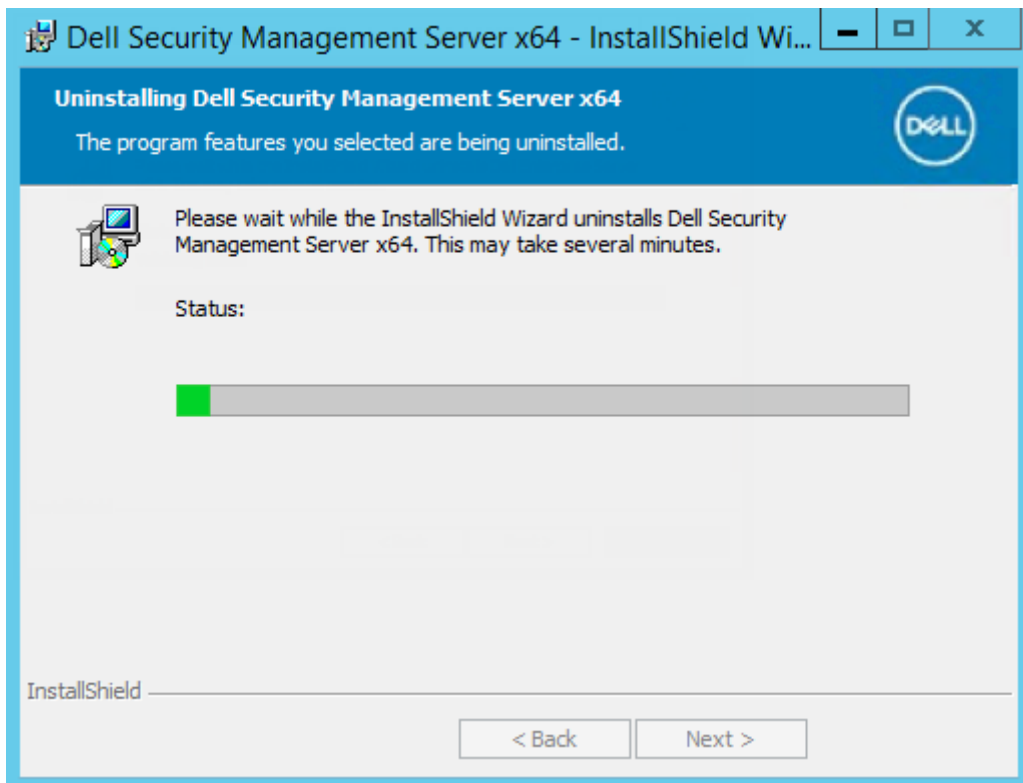 Dell Security Management Server x64 - InstallShield Wi...
Uninstalling Dell Security Management Server x64
The program features you selected are being uninstalled.
DELL
Please wait while the InstallShield Wizard uninstalls Dell Security
Management Server x64. This may take several minutes.
Status:
InstallShield
< Back
Next >